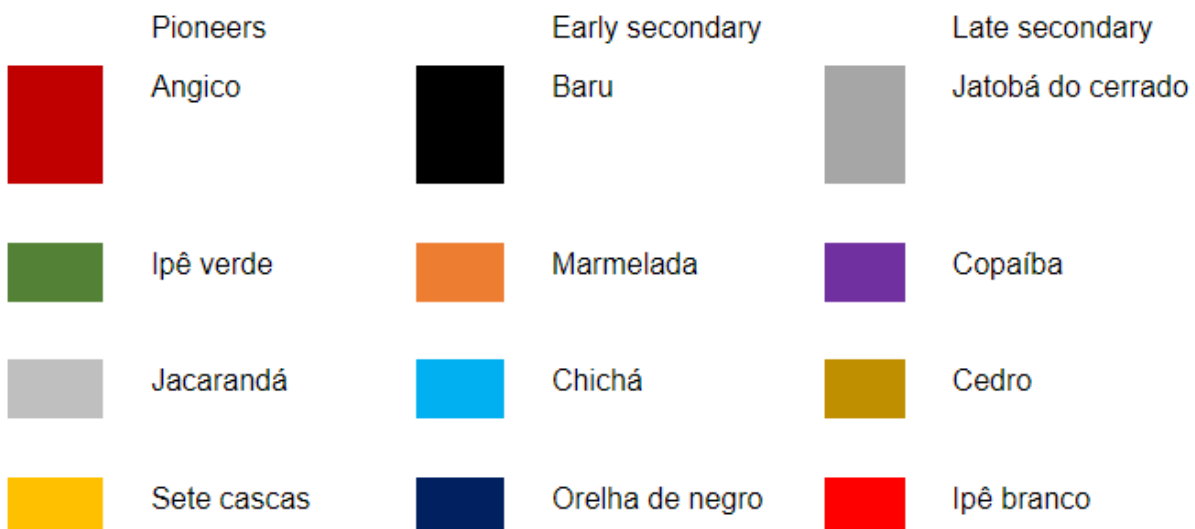 Pioneers Early secondary Late secondary
Angico Baru Jatobá do cerrado
Ipê verde Marmelada Copaíba
Jacarandá Chichá Cedro
Sete cascas Orelha de negro Ipê branco